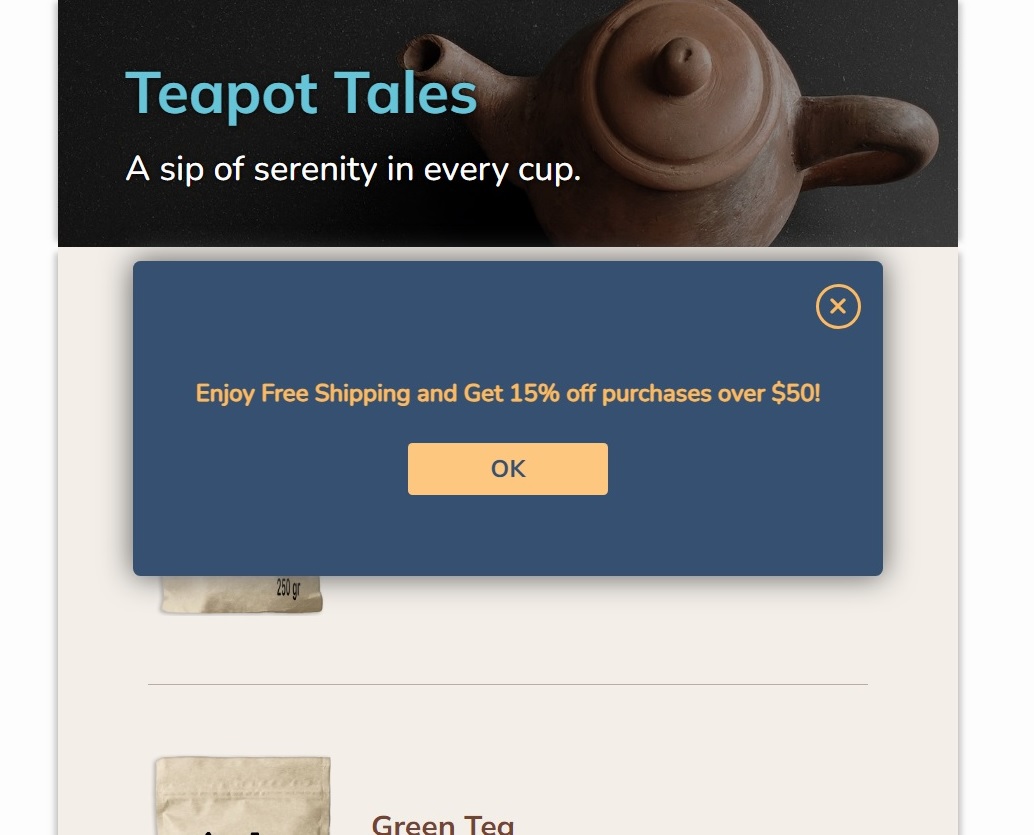 Teapot Tales
A sip of serenity in every cup.
Enjoy Free Shipping and Get 15% off purchases over $50!
OK
250 gr
Green Tea